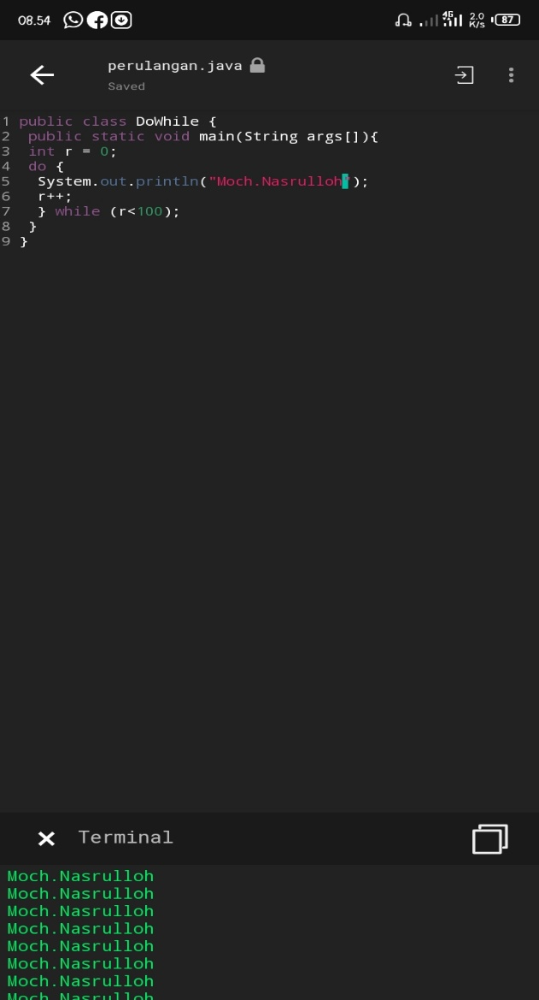 08.54 4G 2.0 K/s 87
perulangan.java
Saved
1 public class DoWhile {
2  public static void main(String args[]){
3  int r = 0;
4  do {
5   System.out.println("Moch.Nasrulloh");
6   r++;
7   } while (r<100);
8  }
9 }
Terminal
Moch.Nasrulloh
Moch.Nasrulloh
Moch.Nasrulloh
Moch.Nasrulloh
Moch.Nasrulloh
Moch.Nasrulloh
Moch.Nasrulloh
Moch.Nasrulloh